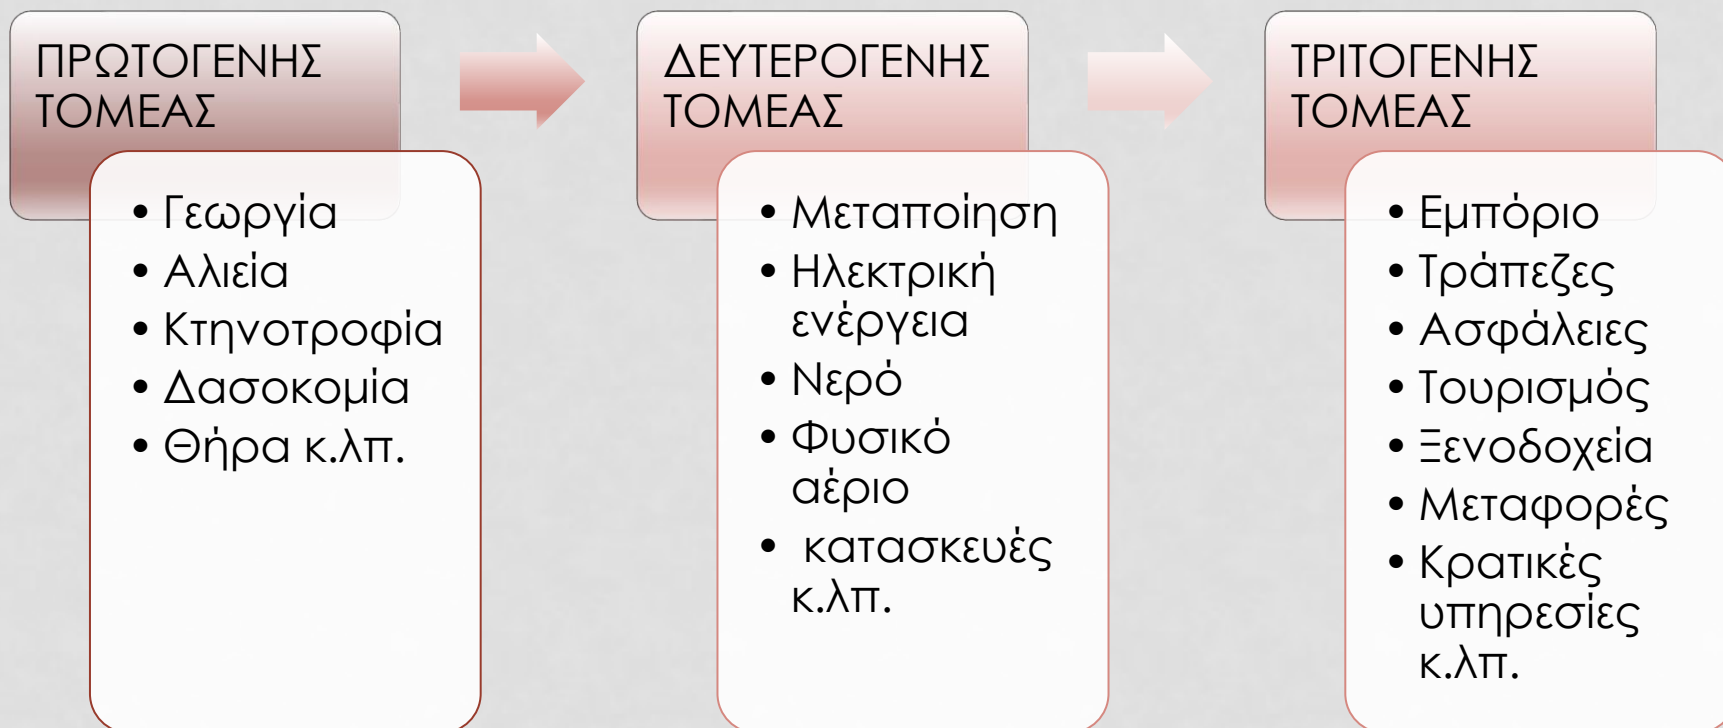 ΠΡΩΤΟΓΕΝΗΣ
ΤΟΜΕΑΣ
• Γεωργία
• Αλιεία
• Κτηνοτροφία
• Δασοκομία
• Θήρα κ.λπ.
ΔΕΥΤΕΡΟΓΕΝΗΣ
ΤΟΜΕΑΣ
• Μεταποίηση
• Ηλεκτρική
ενέργεια
• Νερό
• Φυσικό
αέριο
• κατασκευές
κ.λπ.
ΤΡΙΤΟΓΕΝΗΣ
ΤΟΜΕΑΣ
• Εμπόριο
• Τράπεζες
• Ασφάλειες
• Τουρισμός
• Ξενοδοχεία
• Μεταφορές
• Κρατικές
υπηρεσίες
κ.λπ.